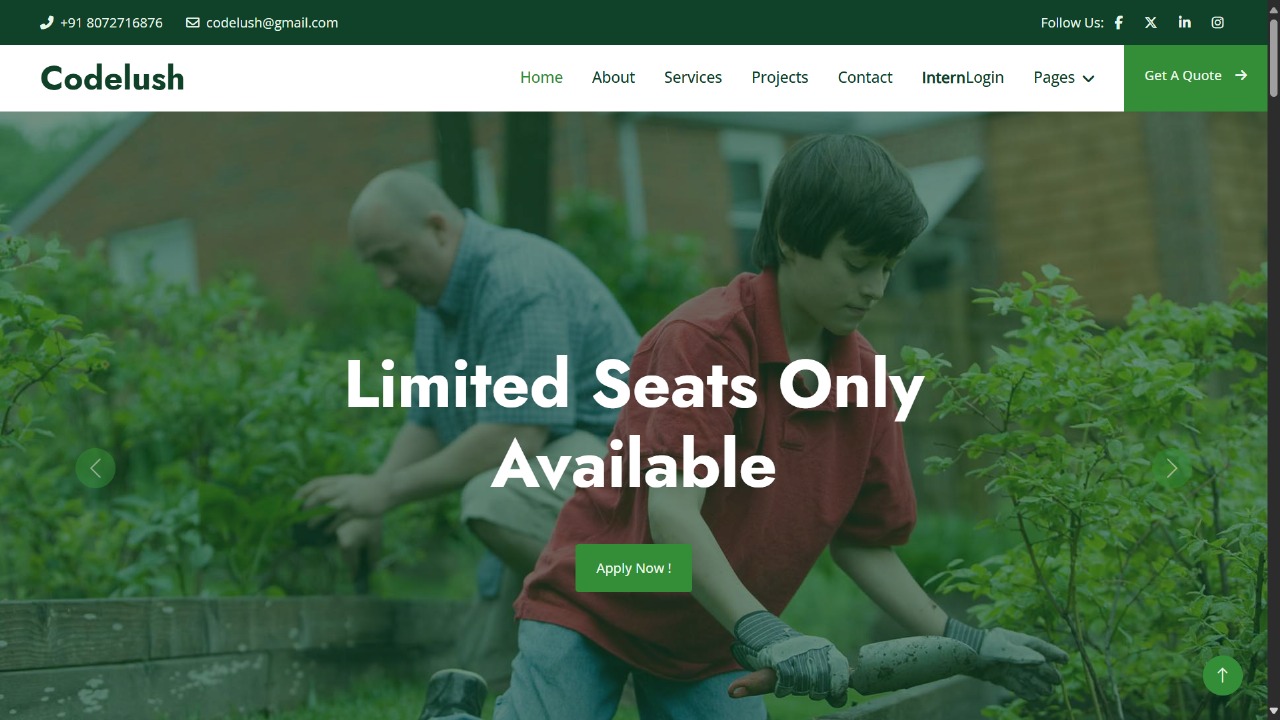 +91 8072716876 codelush@gmail.com Follow Us:
Codelush Home About Services Projects Contact InternLogin Pages Get A Quote
Limited Seats Only
Available
Apply Now !